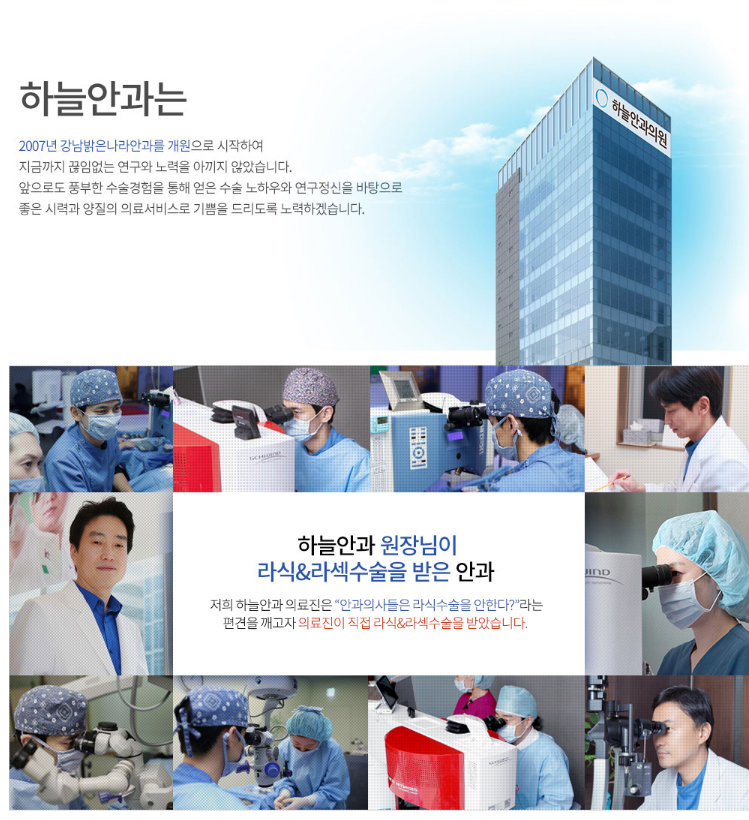 하늘안과는
2007년 강남밝은나라안과를 개원으로 시작하여
지금까지 끊임없는 연구와 노력을 아끼지 않았습니다.
앞으로도 풍부한 수술경험을 통해 얻은 수술 노하우와 연구정신을 바탕으로
좋은 시력과 양질의 의료서비스로 기쁨을 드리도록 노력하겠습니다.
하늘안과의원
SCHWIND
하늘안과 원장님이
라식&라섹수술을 받은 안과
저희 하늘안과 의료진은 “안과의사들은 라식수술을 안한다?”라는
편견을 깨고자 의료진이 직접 라식&라섹수술을 받았습니다.